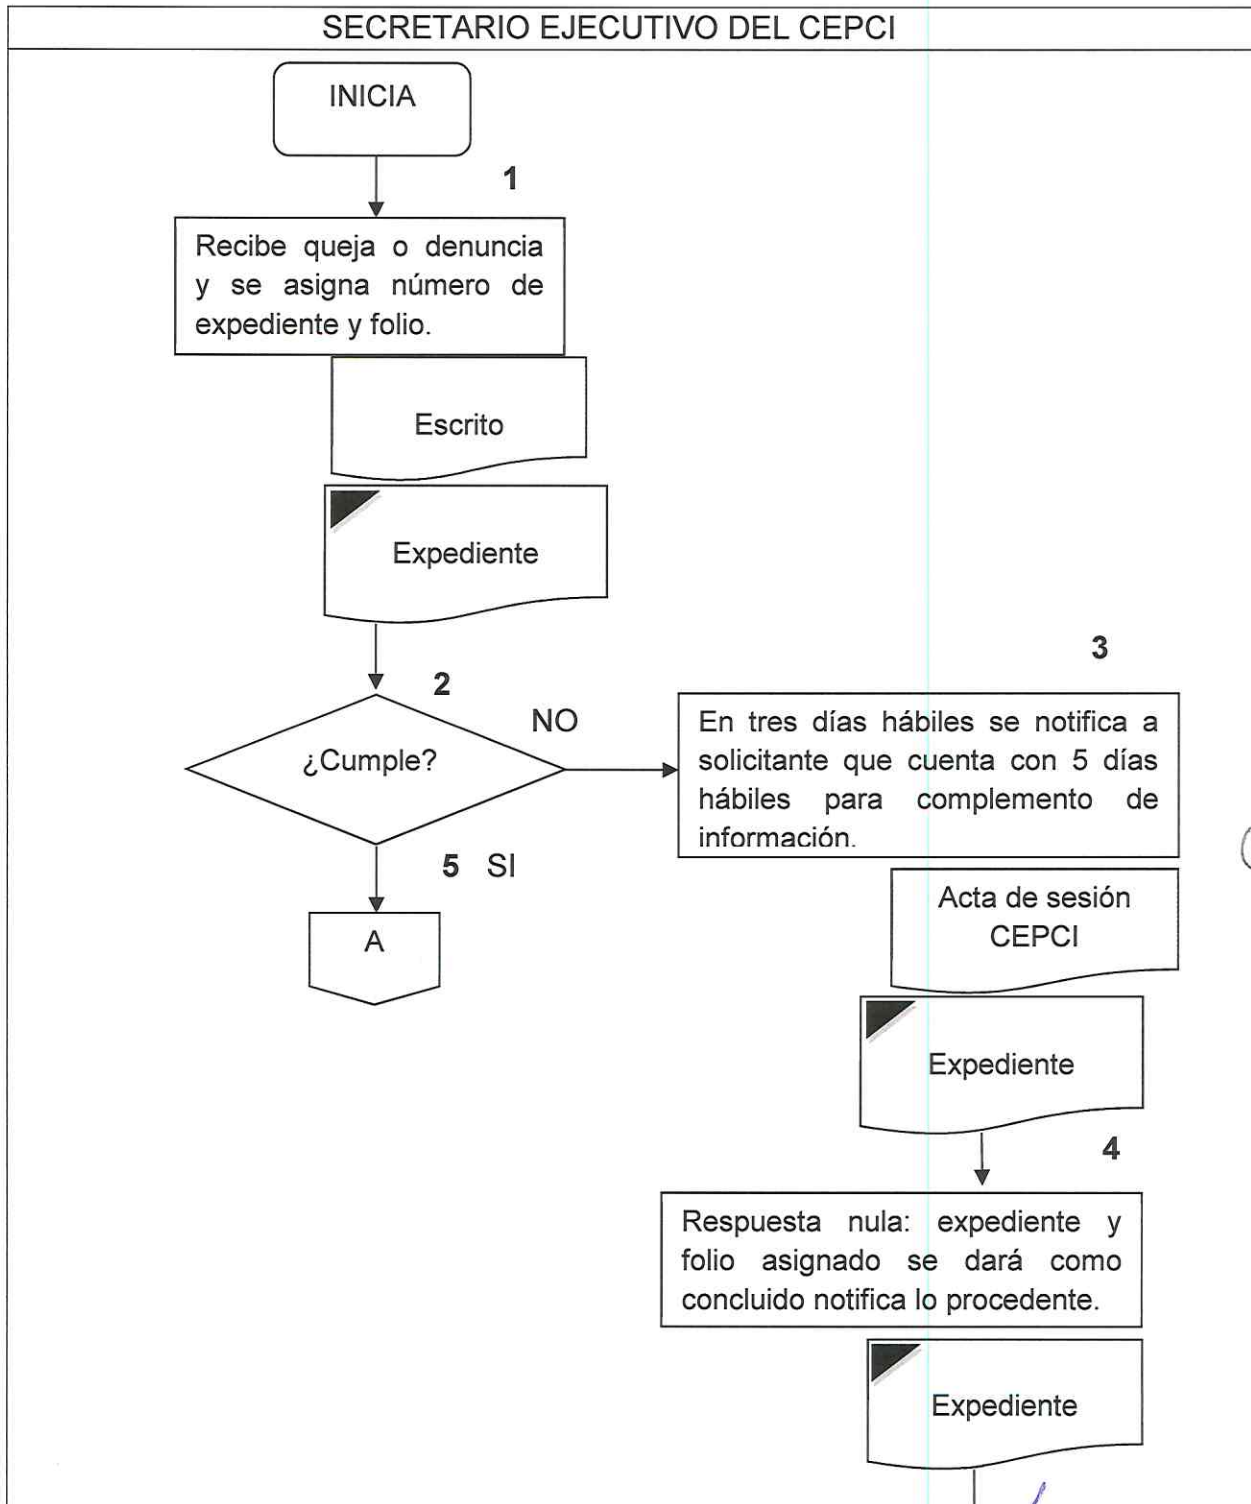 SECRETARIO EJECUTIVO DEL CEPCI
INICIA
1
Recibe queja o denuncia
y se asigna número de
expediente y folio.
Escrito
Expediente
2
¿Cumple?
NO
3
En tres días hábiles se notifica a
solicitante que cuenta con 5 días
hábiles para complemento de
información.
Acta de sesión
CEPCI
Expediente
4
Respuesta nula: expediente y
folio asignado se dará como
concluido notifica lo procedente.
Expediente
5 SI
A